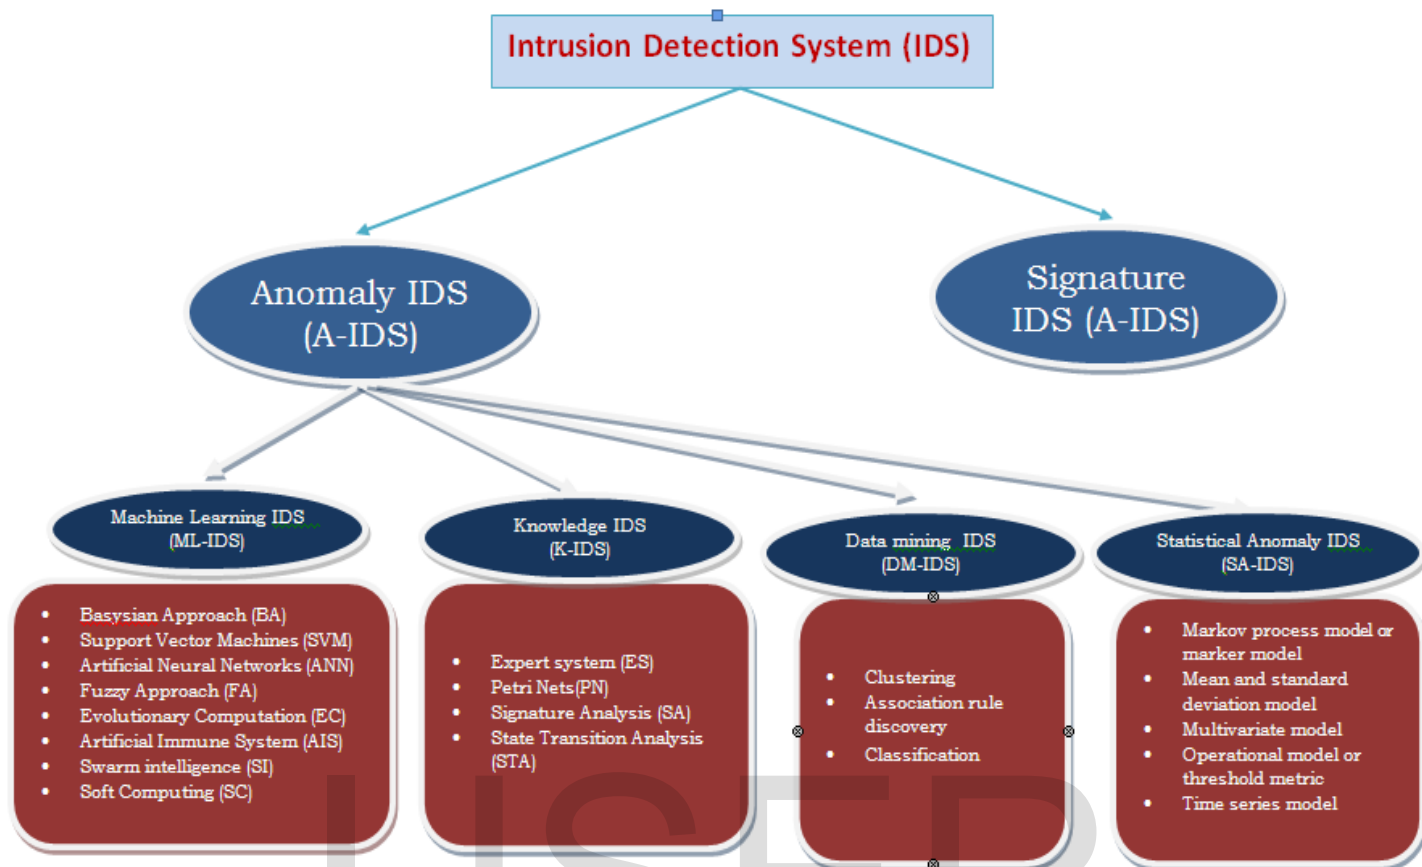 Intrusion Detection System (IDS)
Anomaly IDS
(A-IDS)
Signature
IDS (A-IDS)
Machine Learning IDS
(ML-IDS)
Knowledge IDS
(K-IDS)
Data mining IDS
(DM-IDS)
Statistical Anomaly IDS
(SA-IDS)
• Basysian Approach (BA)
• Support Vector Machines (SVM)
• Artificial Neural Networks (ANN)
• Fuzzy Approach (FA)
• Evolutionary Computation (EC)
• Artificial Immune System (AIS)
• Swarm intelligence (SI)
• Soft Computing (SC)
• Expert system (ES)
• Petri Nets(PN)
• Signature Analysis (SA)
• State Transition Analysis
(STA)
• Clustering
• Association rule
discovery
• Classification
• Markov process model or
marker model
• Mean and standard
deviation model
• Multivariate model
• Operational model or
threshold metric
• Time series model